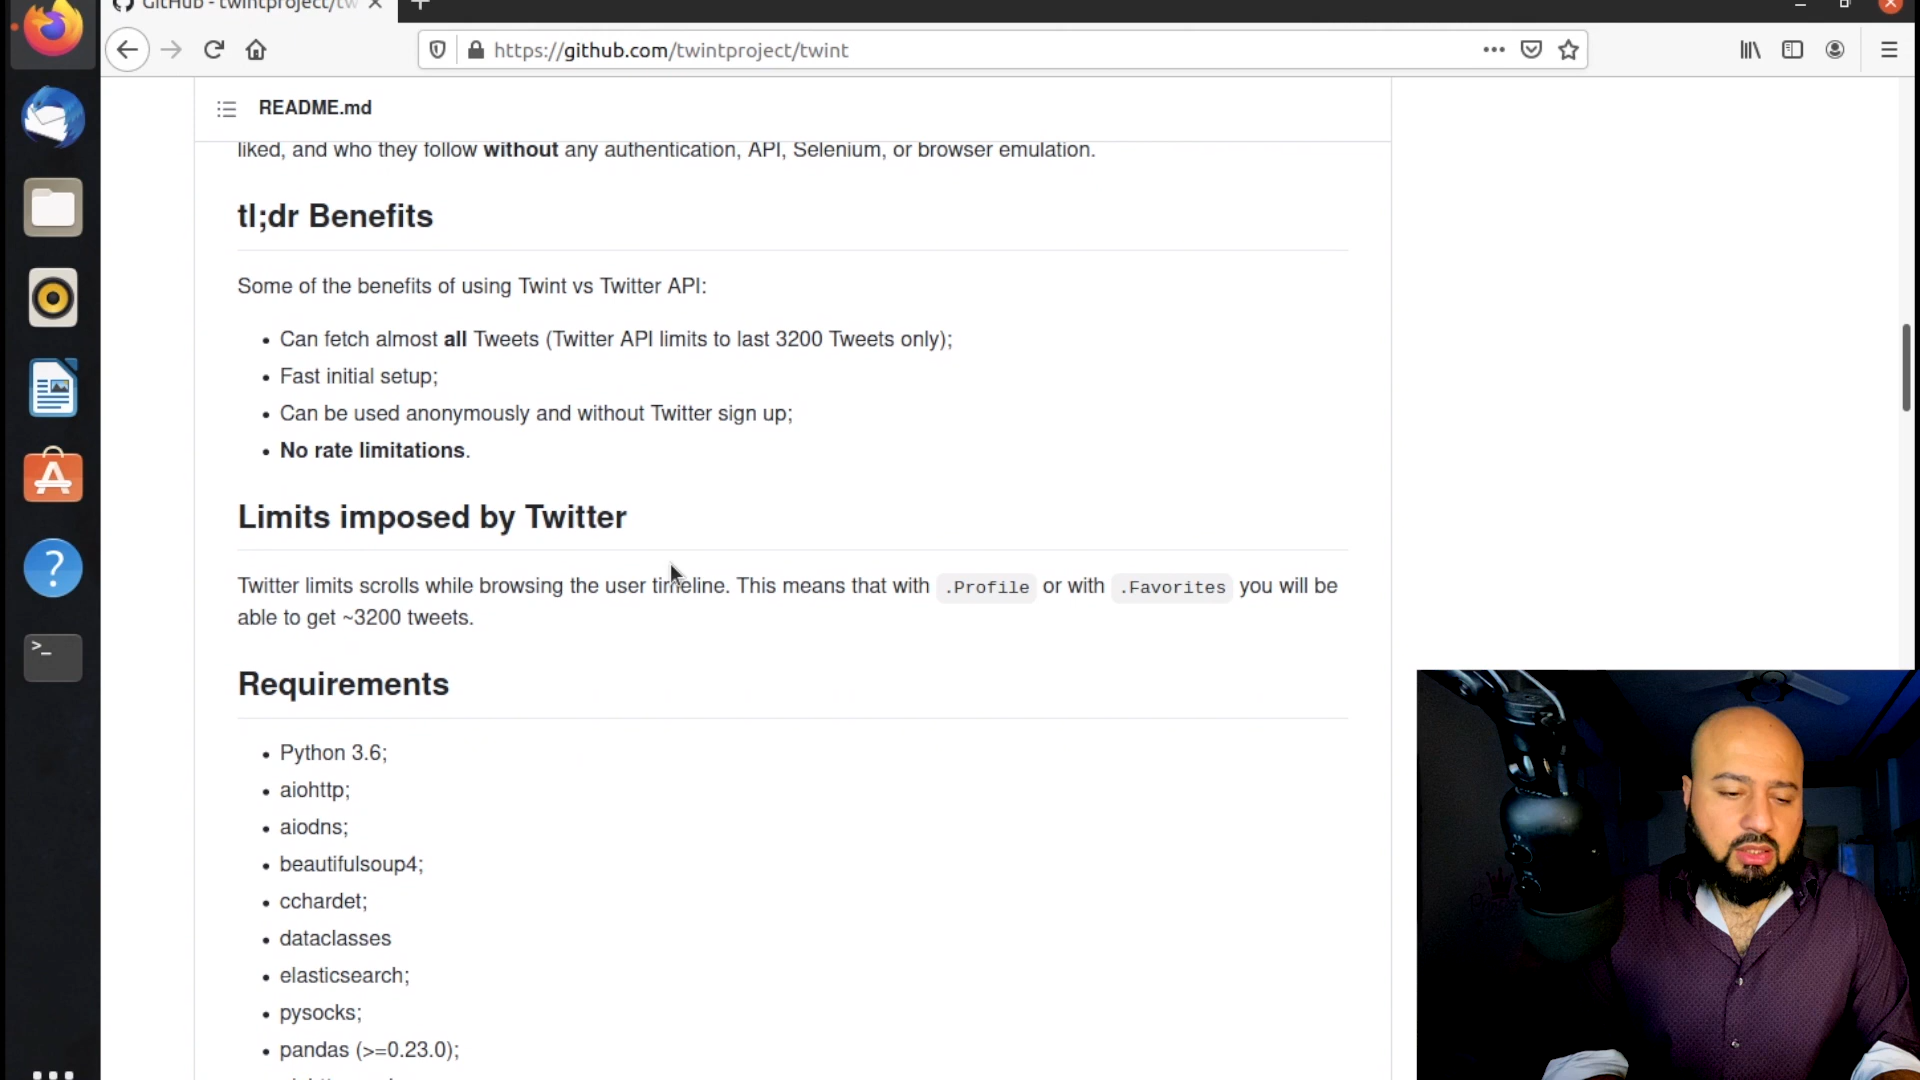 GitHub - twintproject/tw
https://github.com/twintproject/twint
README.md
liked, and who they follow without any authentication, API, Selenium, or browser emulation.
tl;dr Benefits
Some of the benefits of using Twint vs Twitter API:
• Can fetch almost all Tweets (Twitter API limits to last 3200 Tweets only);
• Fast initial setup;
• Can be used anonymously and without Twitter sign up;
• No rate limitations.
Limits imposed by Twitter
Twitter limits scrolls while browsing the user timeline. This means that with .Profile or with .Favorites you will be
able to get ~3200 tweets.
Requirements
• Python 3.6;
• aiohttp;
• aiodns;
• beautifulsoup4;
• cchardet;
• dataclasses
• elasticsearch;
• pysocks;
• pandas (>=0.23.0);